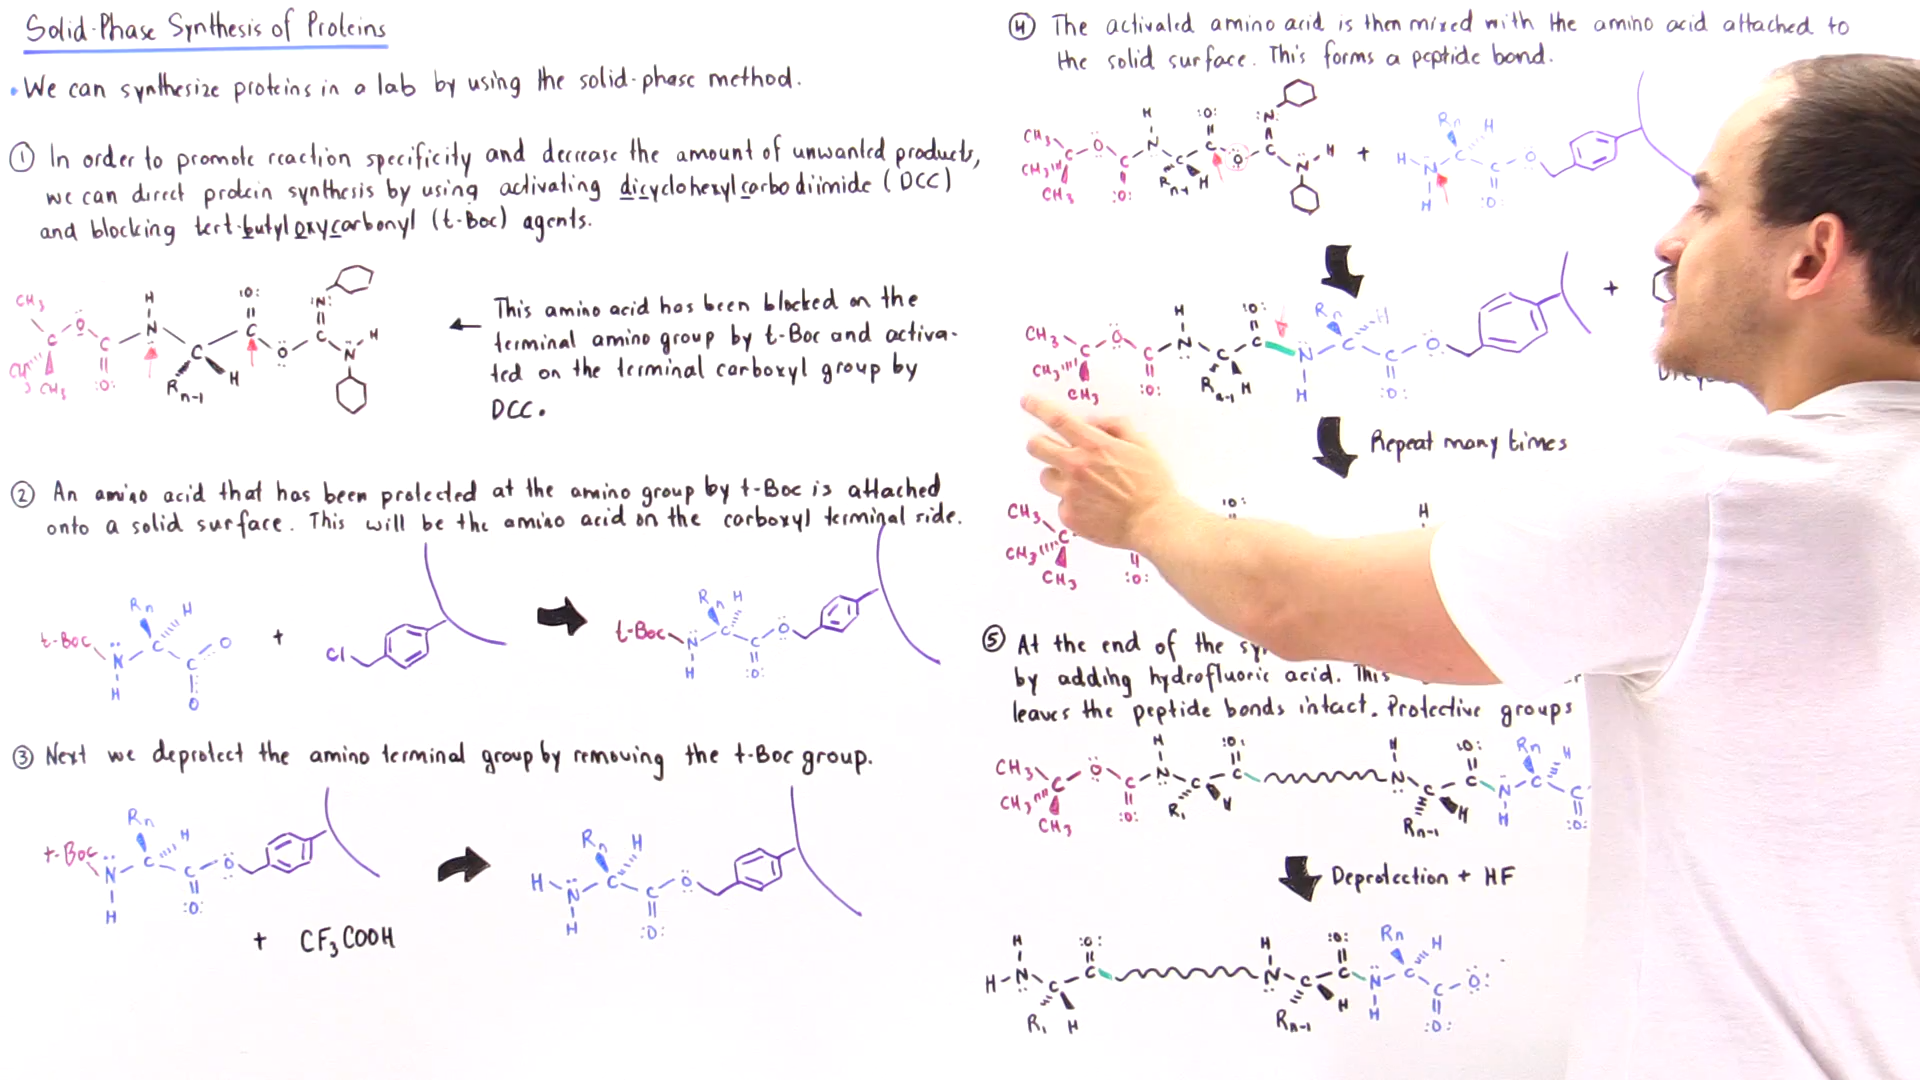 Solid-Phase Synthesis of Proteins
• We can synthesize proteins in a lab by using the solid-phase method.
① In order to promote reaction specificity and decrease the amount of unwanted products,
we can direct protein synthesis by using activating dicyclohexylcarbodiimide (DCC)
and blocking tert-butyloxycarbonyl (t-Boc) agents.
This amino acid has been blocked on the
terminal amino group by t-Boc and activa-
ted on the terminal carboxyl group by
DCC.
② An amino acid that has been protected at the amino group by t-Boc is attached
onto a solid surface. This will be the amino acid on the carboxyl terminal side.
t-Boc
Cl
t-Boc
③ Next we deprotect the amino terminal group by removing the t-Boc group.
t-Boc
+ CF₃COOH
④ The activated amino acid is then mixed with the amino acid attached to
the solid surface. This forms a peptide bond.
Repeat many times
⑤ At the end of the
by adding hydrofluoric acid. This
leaves the peptide bonds intact. Protective groups
Deprotection + HF